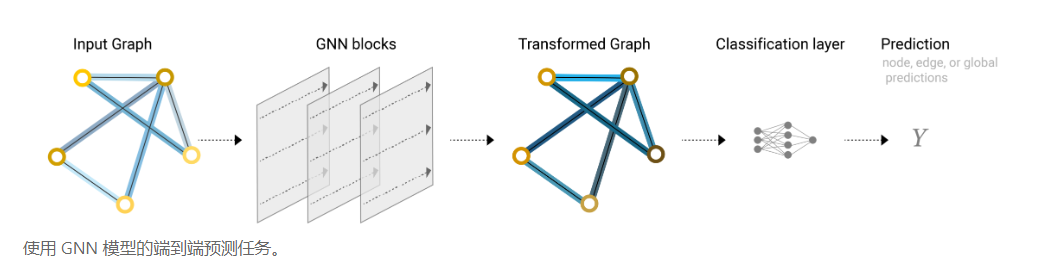 Input Graph
GNN blocks
Transformed Graph
Classification layer
Prediction
node, edge, or global
predictions
Y
使用 GNN 模型的端到端预测任务。